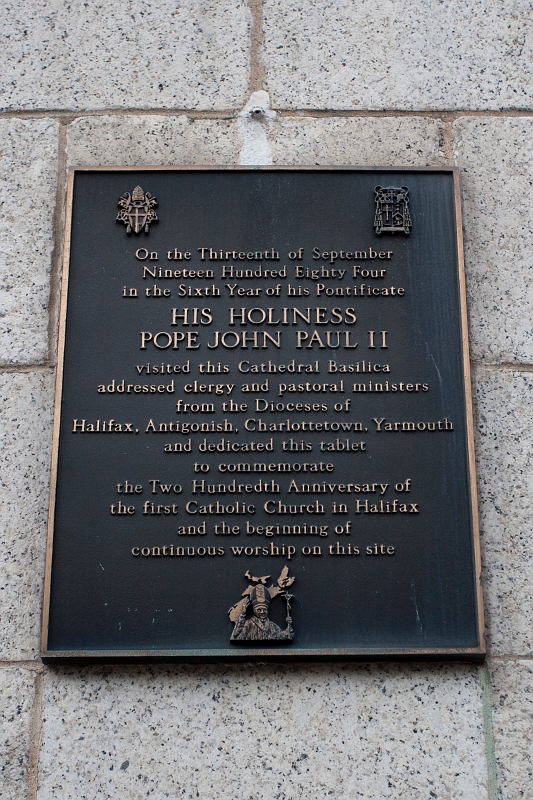 On the Thirteenth of September
Nineteen Hundred Eighty Four
in the Sixth Year of his Pontificate
HIS HOLINESS
POPE JOHN PAUL II
visited this Cathedral Basilica
addressed clergy and pastoral ministers
from the Dioceses of
Halifax, Antigonish, Charlottetown, Yarmouth
and dedicated this tablet
to commemorate
the Two Hundredth Anniversary of
the first Catholic Church in Halifax
and the beginning of
continuous worship on this site